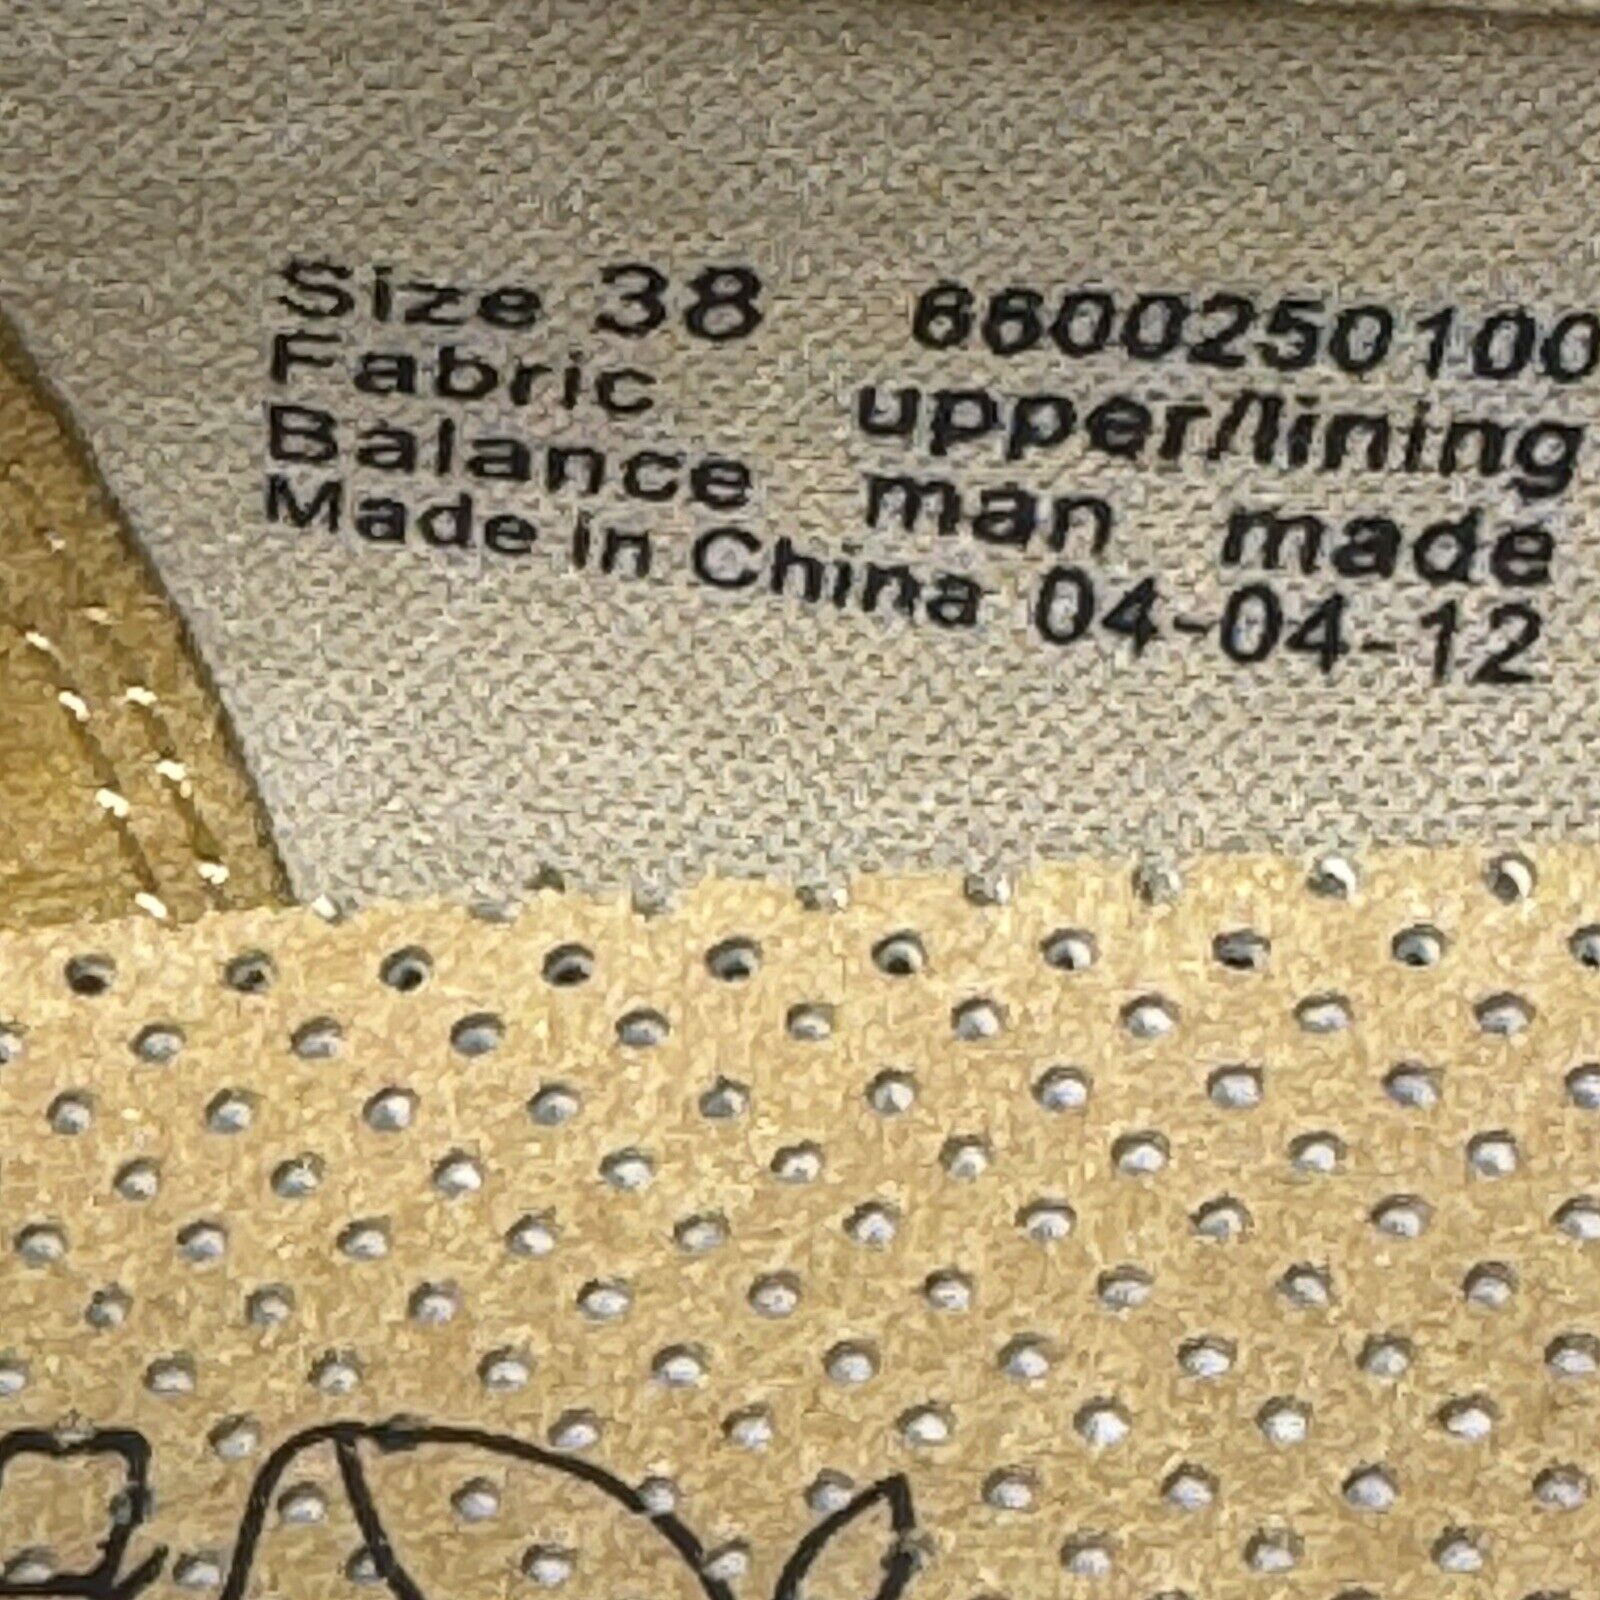 Size 38 6600250100
Fabric upper/lining
Balance man made
Made in China 04-04-12